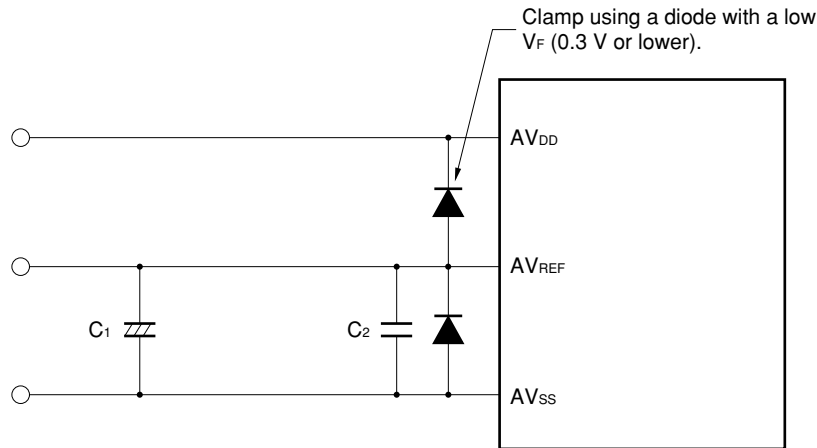 Clamp using a diode with a low
VF (0.3 V or lower).
AVDD
AVREF
C1
C2
AVSS